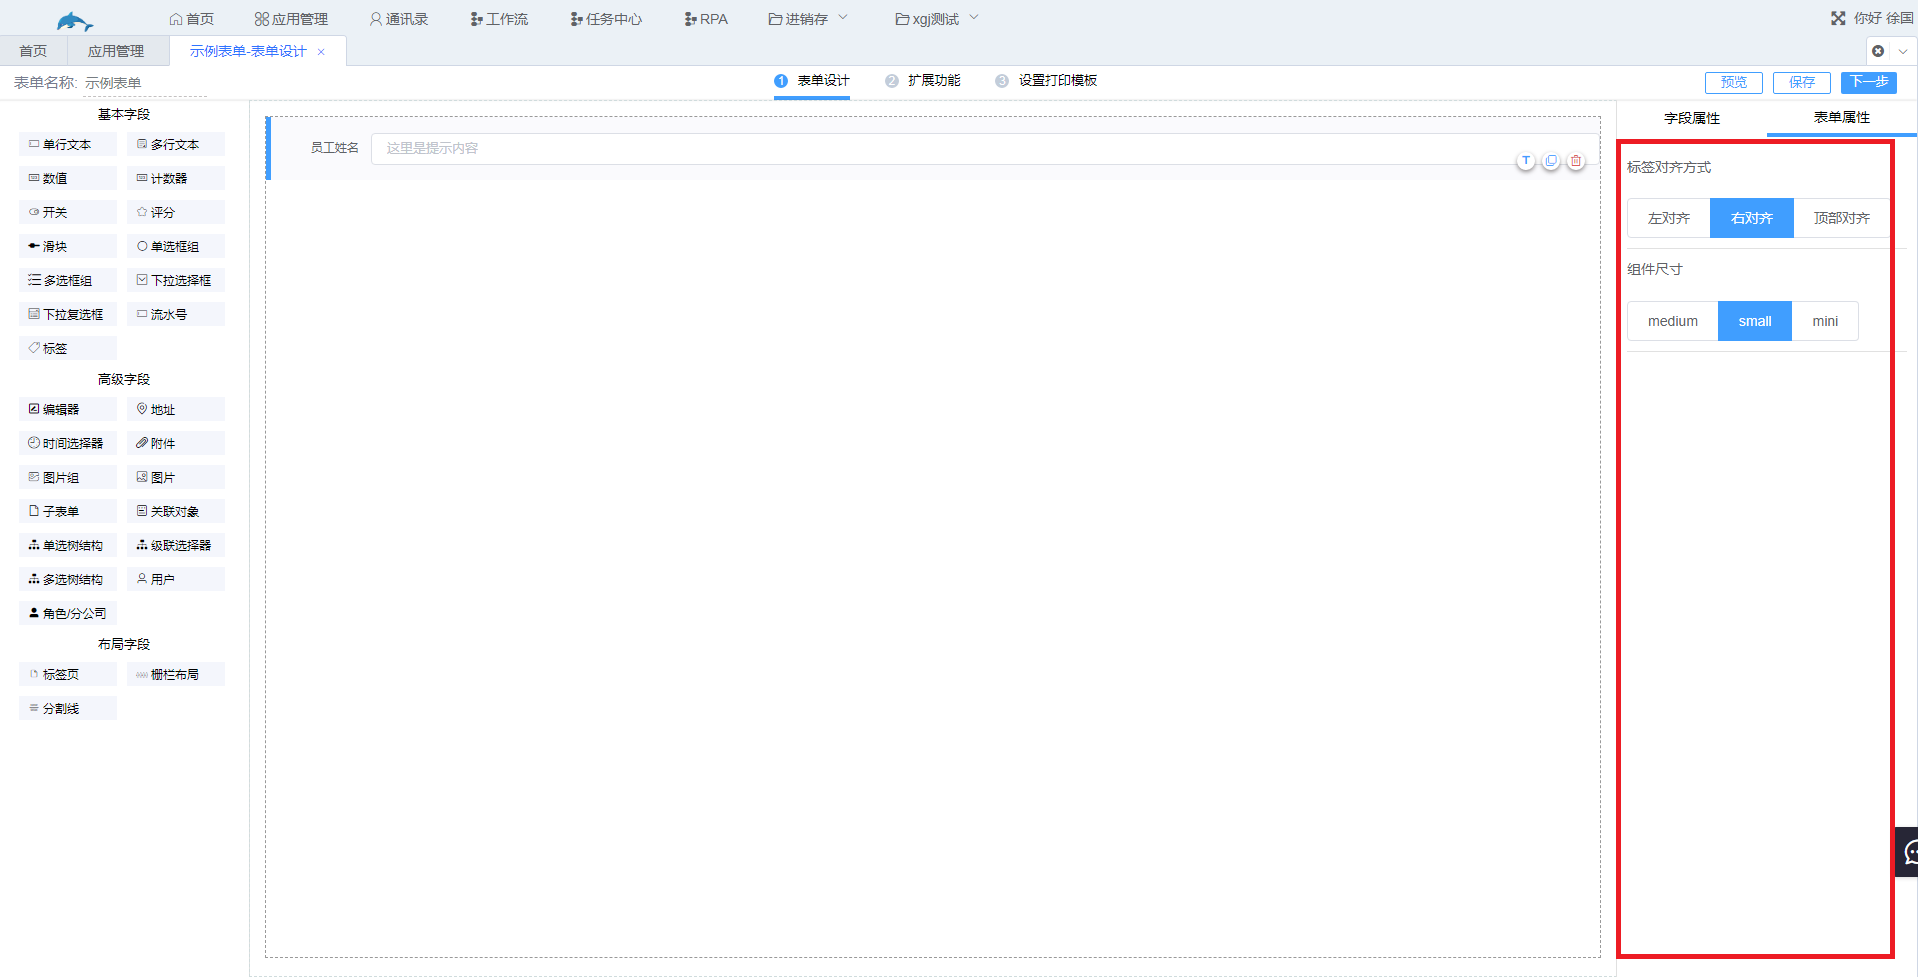 首页
应用管理
通讯录
工作流
任务中心
RPA
进销存
xgj测试
你好 徐国
首页
应用管理
示例表单-表单设计
表单名称: 示例表单
1 表单设计
2 扩展功能
3 设置打印模板
预览
保存
下一步
基本字段
单行文本
多行文本
数值
计数器
开关
评分
滑块
单选框组
多选框组
下拉选择框
下拉复选框
流水号
标签
高级字段
编辑器
地址
时间选择器
附件
图片组
图片
子表单
关联对象
单选树结构
级联选择器
多选树结构
用户
角色/分公司
布局字段
标签页
栅栏布局
分割线
员工姓名
这里是提示内容
T
字段属性
表单属性
标签对齐方式
左对齐
右对齐
顶部对齐
组件尺寸
medium
small
mini